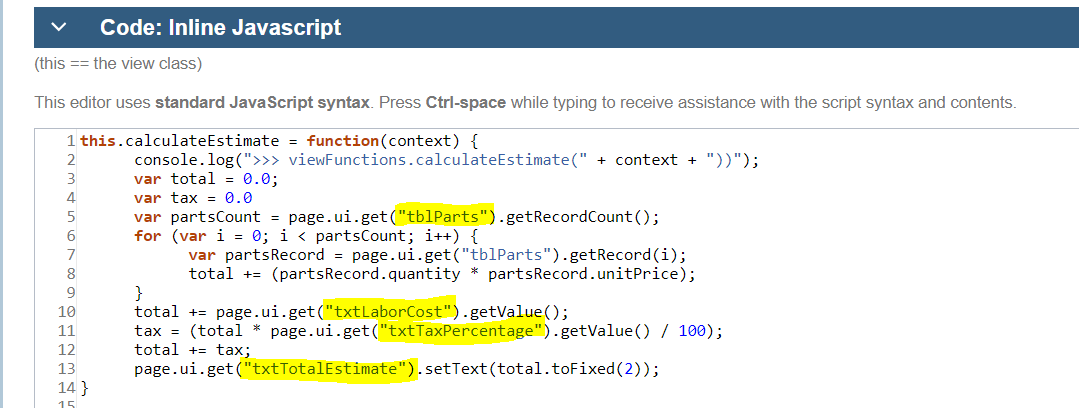 Code: Inline Javascript
(this == the view class)
This editor uses standard JavaScript syntax. Press Ctrl-space while typing to receive assistance with the script syntax and contents.
1 this.calculateEstimate = function(context) {
2 console.log(">>> viewFunctions.calculateEstimate(" + context + "))");
3 var total = 0.0;
4 var tax = 0.0
5 var partsCount = page.ui.get("tblParts").getRecordCount();
6 for (var i = 0; i < partsCount; i++) {
7 var partsRecord = page.ui.get("tblParts").getRecord(i);
8 total += (partsRecord.quantity * partsRecord.unitPrice);
9 }
10 total += page.ui.get("txtLaborCost").getValue();
11 tax = (total * page.ui.get("txtTaxPercentage").getValue() / 100);
12 total += tax;
13 page.ui.get("txtTotalEstimate").setText(total.toFixed(2));
14 }
15